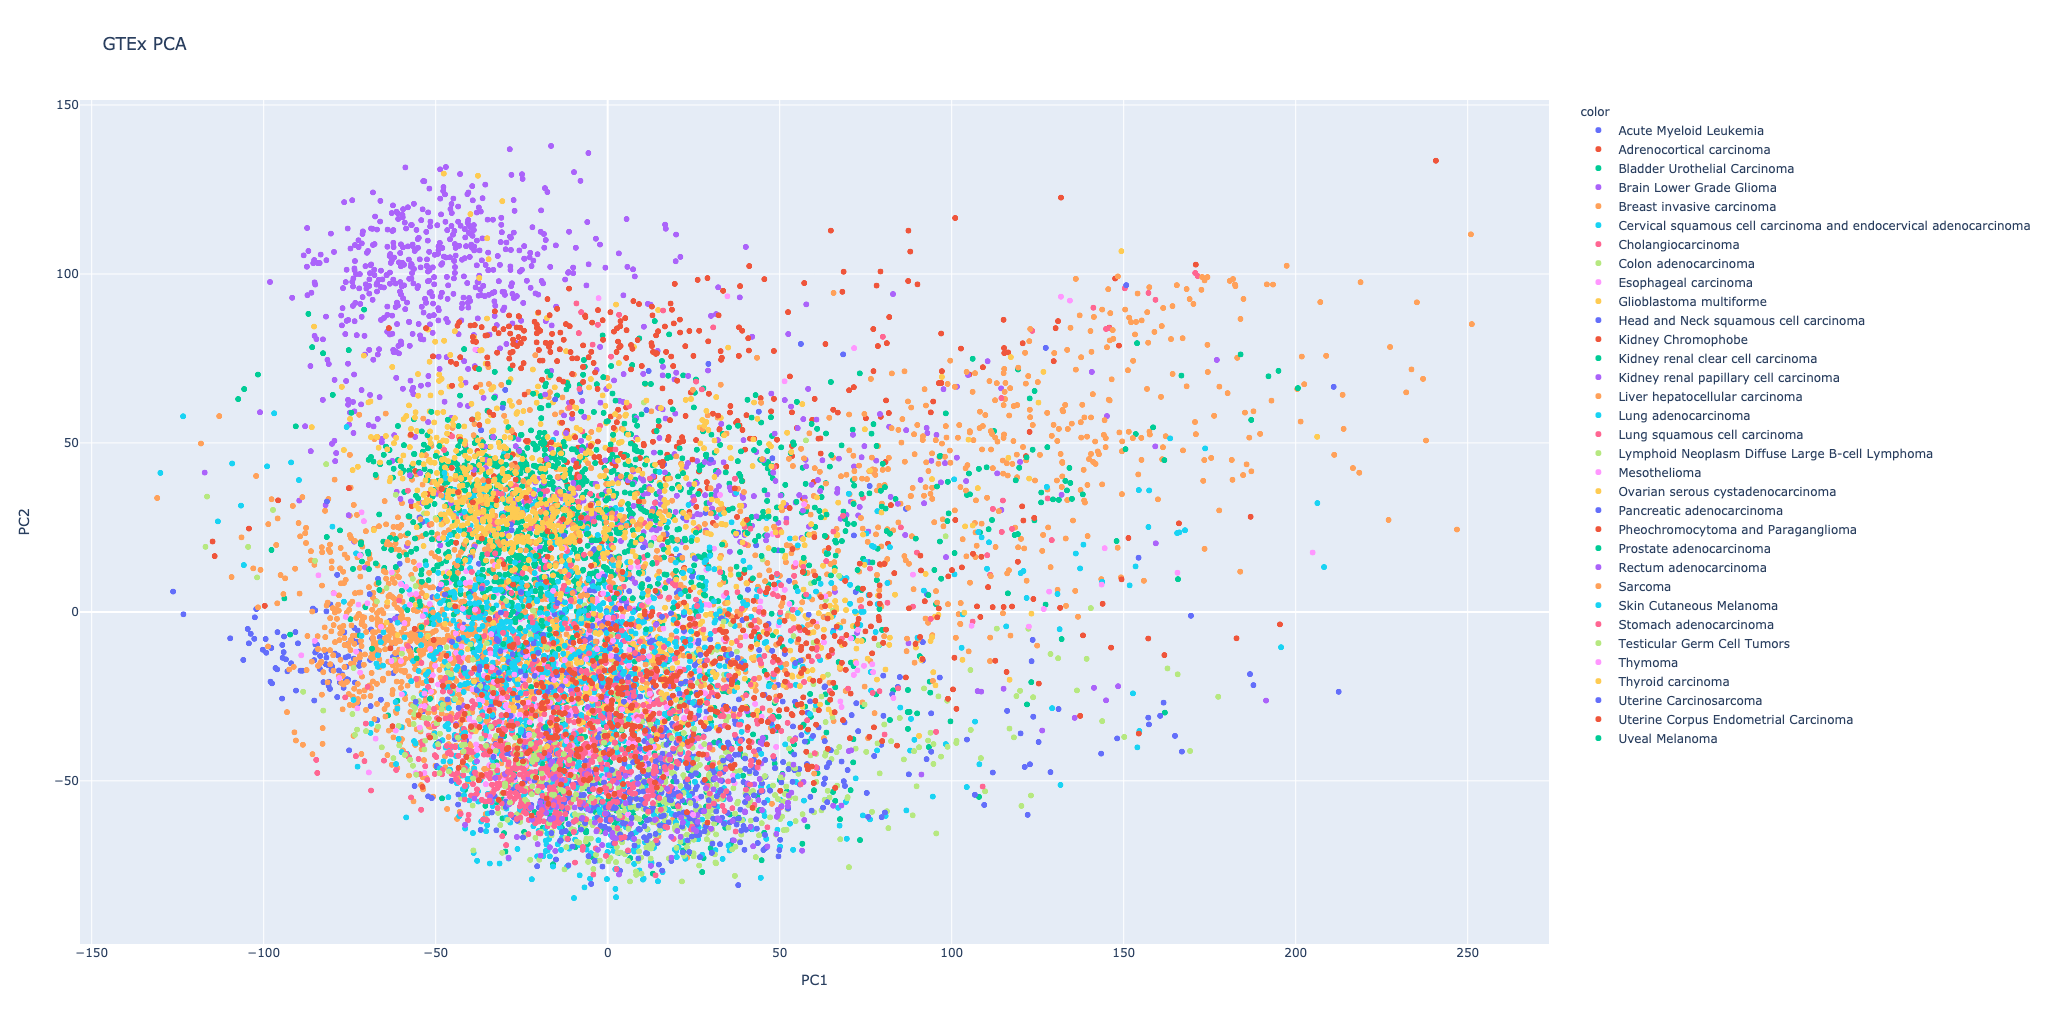 GTEx PCA
150
100
50
0
−50
PC2
−150
−100
−50
0
50
100
150
200
250
PC1
color
Acute Myeloid Leukemia
Adrenocortical carcinoma
Bladder Urothelial Carcinoma
Brain Lower Grade Glioma
Breast invasive carcinoma
Cervical squamous cell carcinoma and endocervical adenocarcinoma
Cholangiocarcinoma
Colon adenocarcinoma
Esophageal carcinoma
Glioblastoma multiforme
Head and Neck squamous cell carcinoma
Kidney Chromophobe
Kidney renal clear cell carcinoma
Kidney renal papillary cell carcinoma
Liver hepatocellular carcinoma
Lung adenocarcinoma
Lung squamous cell carcinoma
Lymphoid Neoplasm Diffuse Large B-cell Lymphoma
Mesothelioma
Ovarian serous cystadenocarcinoma
Pancreatic adenocarcinoma
Pheochromocytoma and Paraganglioma
Prostate adenocarcinoma
Rectum adenocarcinoma
Sarcoma
Skin Cutaneous Melanoma
Stomach adenocarcinoma
Testicular Germ Cell Tumors
Thymoma
Thyroid carcinoma
Uterine Carcinosarcoma
Uterine Corpus Endometrial Carcinoma
Uveal Melanoma